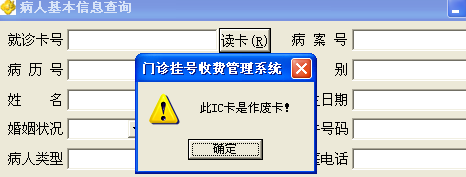 病人基本信息查询
就诊卡号 读卡(R) 病 案 号
病 历 号 别
门诊挂号收费管理系统
姓 名 日期
此IC卡是作废卡!
婚姻状况 号码
确定
病人类型 电话